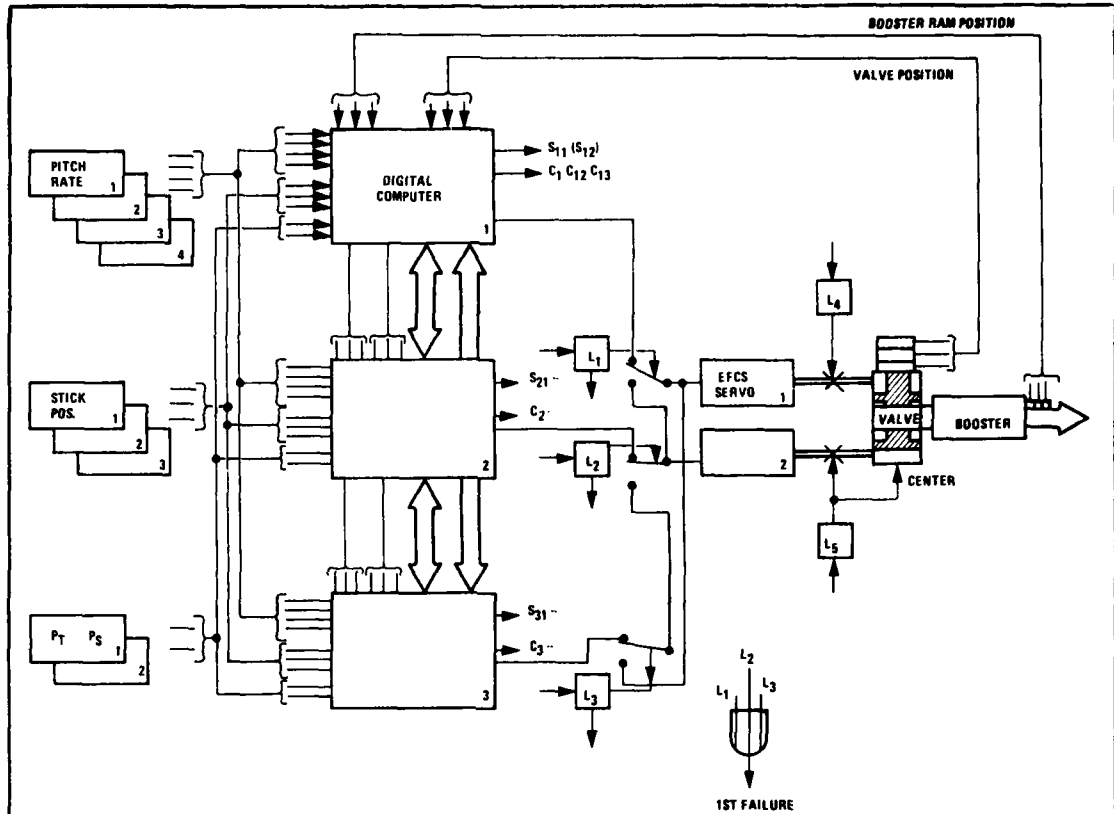 BOOSTER RAM POSITION
VALVE POSITION
PITCH
RATE
1
2
3
4
DIGITAL
COMPUTER
1
S11 (S12)
C1 C12 C13
STICK
POS.
1
2
3
2
S21--
C2--
L1
L2
EFCS
SERVO
1
2
L4
VALVE
BOOSTER
CENTER
L5
PT PS
1
2
3
S31--
C3--
L3
L2
L1
L3
1ST FAILURE